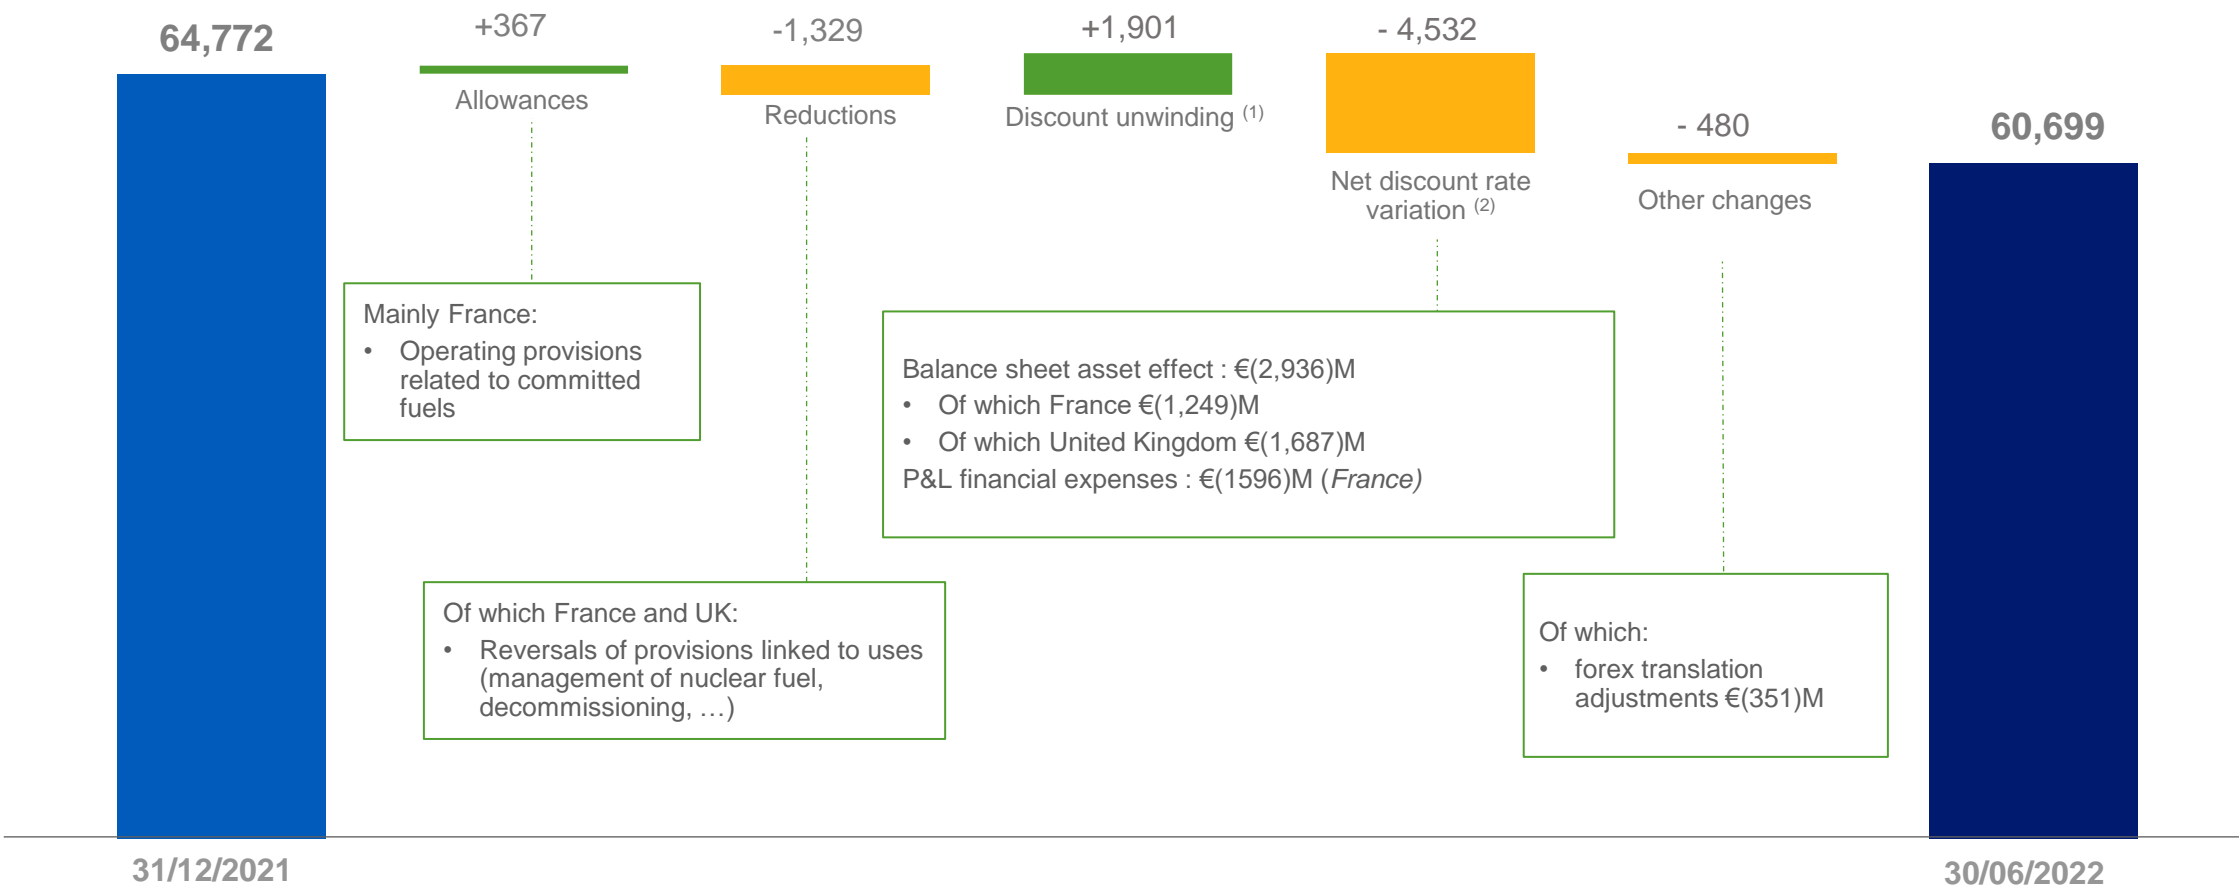 64,772
+367
-1,329
+1,901
- 4,532
- 480
60,699
Allowances
Reductions
Discount unwinding (1)
Net discount rate
variation (2)
Other changes
Mainly France:
• Operating provisions
related to committed
fuels
Balance sheet asset effect : €(2,936)M
• Of which France €(1,249)M
• Of which United Kingdom €(1,687)M
P&L financial expenses : €(1596)M (France)
Of which France and UK:
• Reversals of provisions linked to uses
(management of nuclear fuel,
decommissioning, …)
Of which:
• forex translation
adjustments €(351)M
31/12/2021
30/06/2022